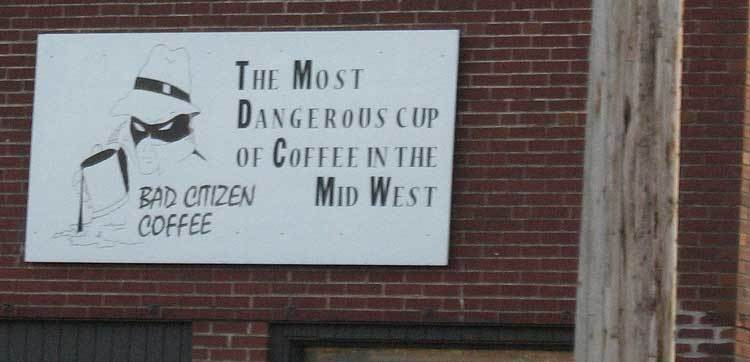 THE MOST
DANGEROUS CUP
OF COFFEE IN THE
MID WEST
BAD CITIZEN
COFFEE